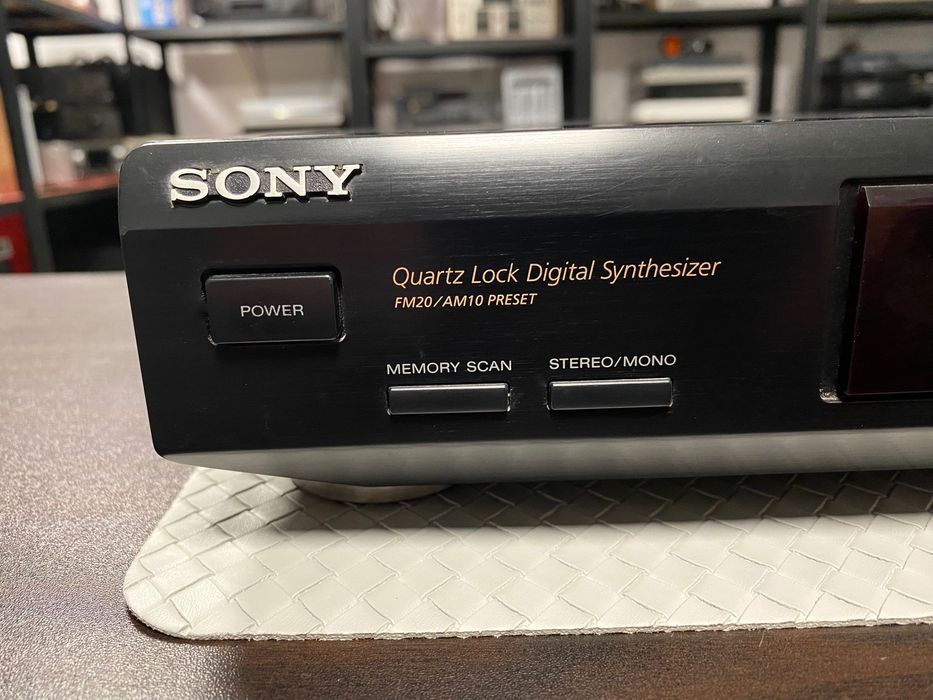 SONY
Quartz Lock Digital Synthesizer
FM20/AM10 PRESET
POWER
MEMORY SCAN
STEREO/MONO